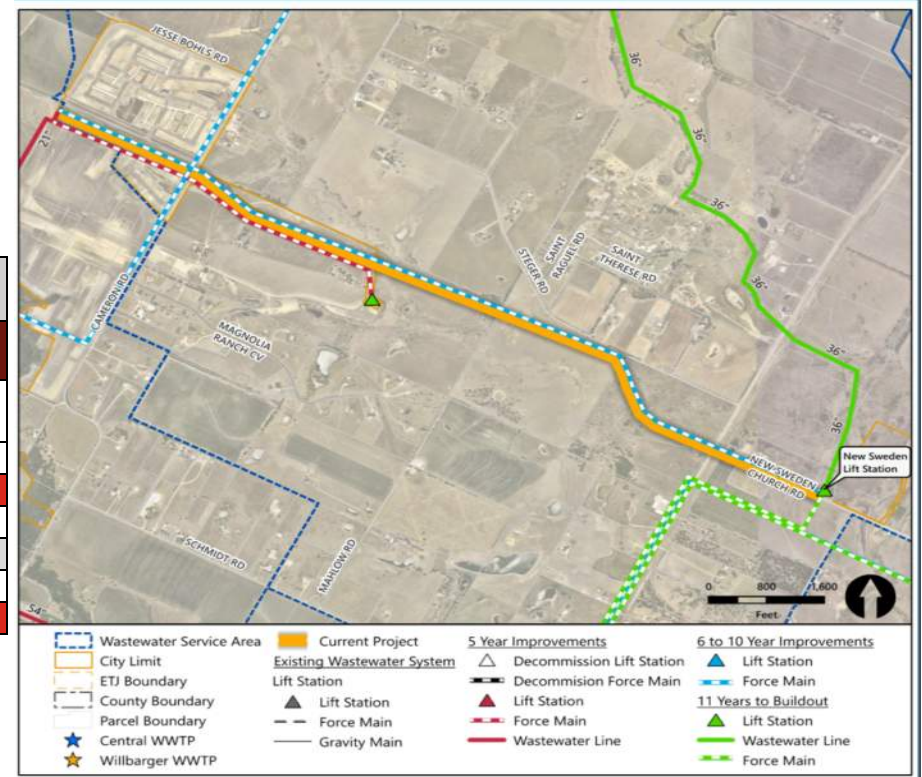 JESSE BOHLS RD
36"
21"
36"
36"
STEGER RD
SAINT
RAGUEL RD
SAINT
THERESE RD
36"
CAMERON RD
MAGNOLIA
RANCH CV
36"
36"
New Sweden
Lift Station
NEW SWEDEN
CHURCH RD
SCHMIDT RD
MAHLOW RD
54"
0 800 1,600
Feet
Wastewater Service Area
City Limit
ETJ Boundary
County Boundary
Parcel Boundary
Central WWTP
Willbarger WWTP
Current Project
Existing Wastewater System
Lift Station
Lift Station
Force Main
Gravity Main
5 Year Improvements
Decommission Lift Station
Decommision Force Main
Lift Station
Force Main
Wastewater Line
6 to 10 Year Improvements
Lift Station
Force Main
11 Years to Buildout
Lift Station
Wastewater Line
Force Main